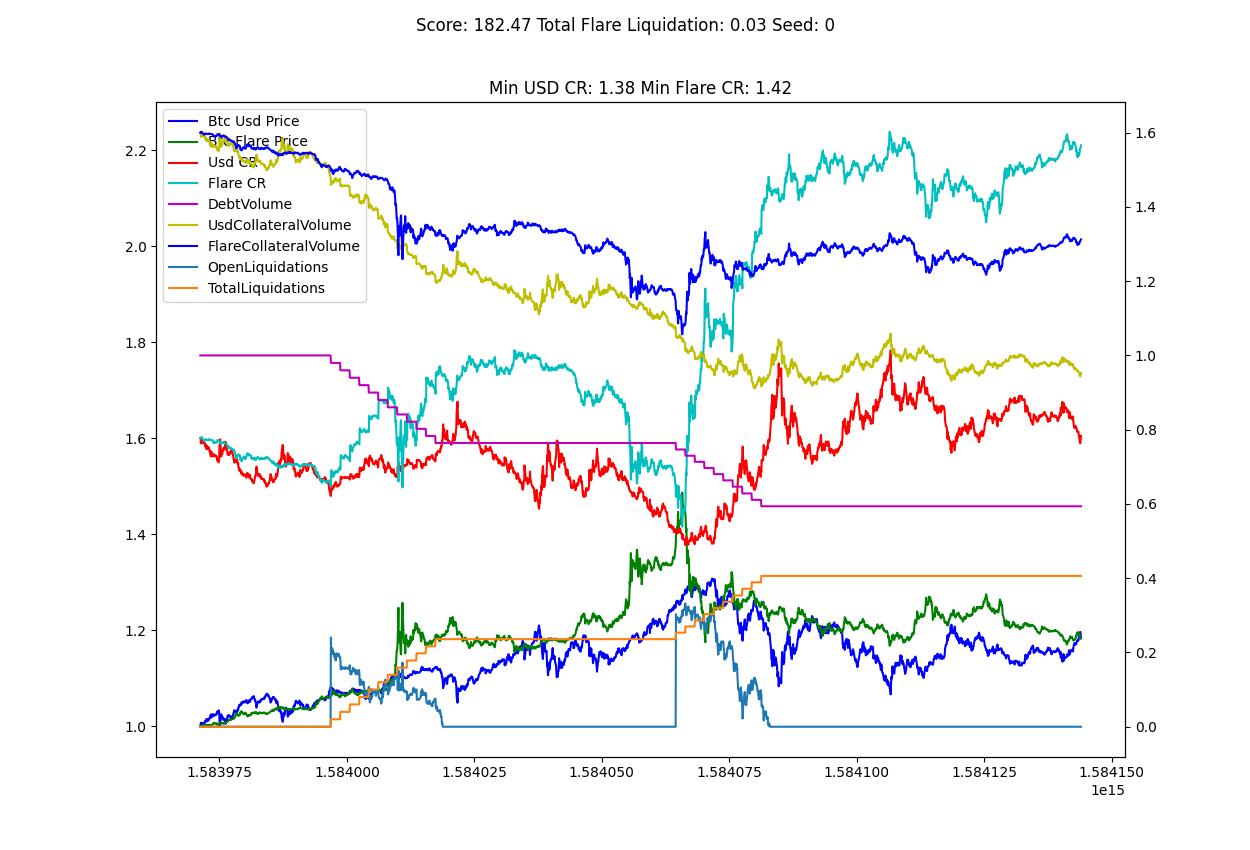 Score: 182.47 Total Flare Liquidation: 0.03 Seed: 0
Min USD CR: 1.38 Min Flare CR: 1.42
Btc Usd Price
Btc Flare Price
Usd CR
Flare CR
DebtVolume
UsdCollateralVolume
FlareCollateralVolume
OpenLiquidations
TotalLiquidations
2.2
2.0
1.8
1.6
1.4
1.2
1.0
1.6
1.4
1.2
1.0
0.8
0.6
0.4
0.2
0.0
1.583975 1.584000 1.584025 1.584050 1.584075 1.584100 1.584125 1.584150
1e15